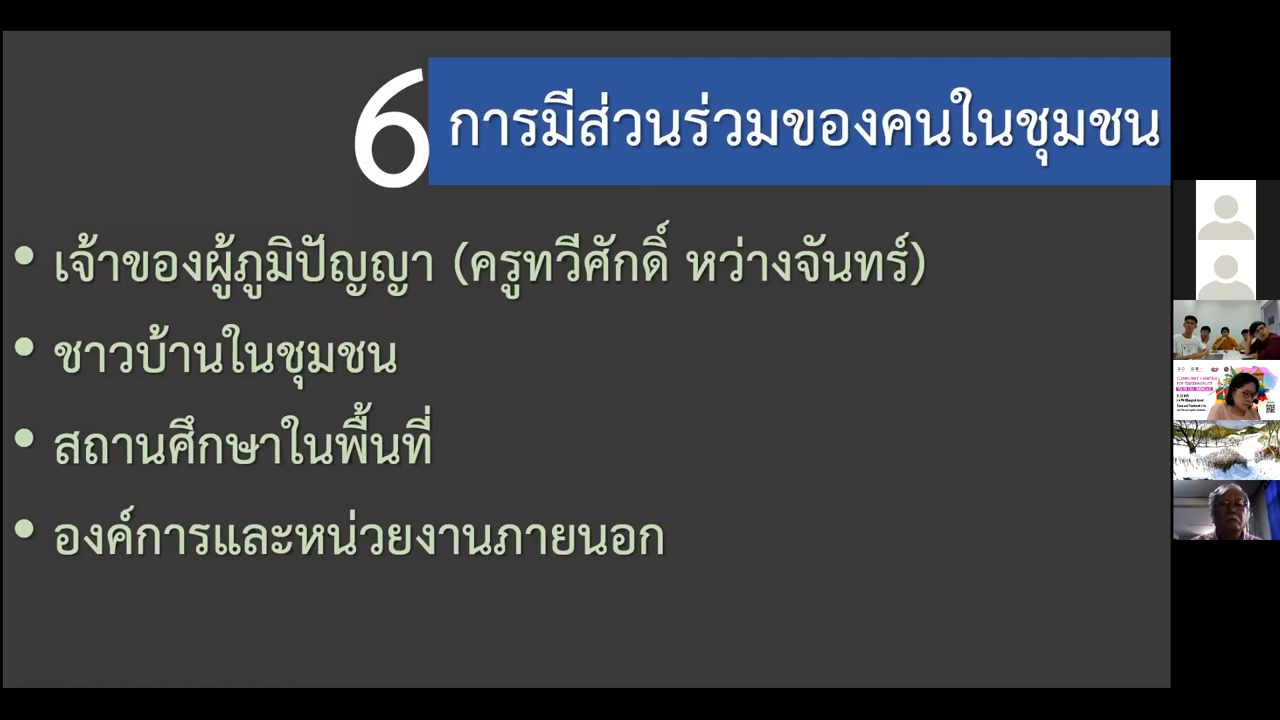 6 การมีส่วนร่วมของคนในชุมชน
• เจ้าของผู้ภูมิปัญญา (ครูทวีศักดิ์ หว่างจันทร์)
• ชาวบ้านในชุมชน
• สถานศึกษาในพื้นที่
• องค์การและหน่วยงานภายนอก